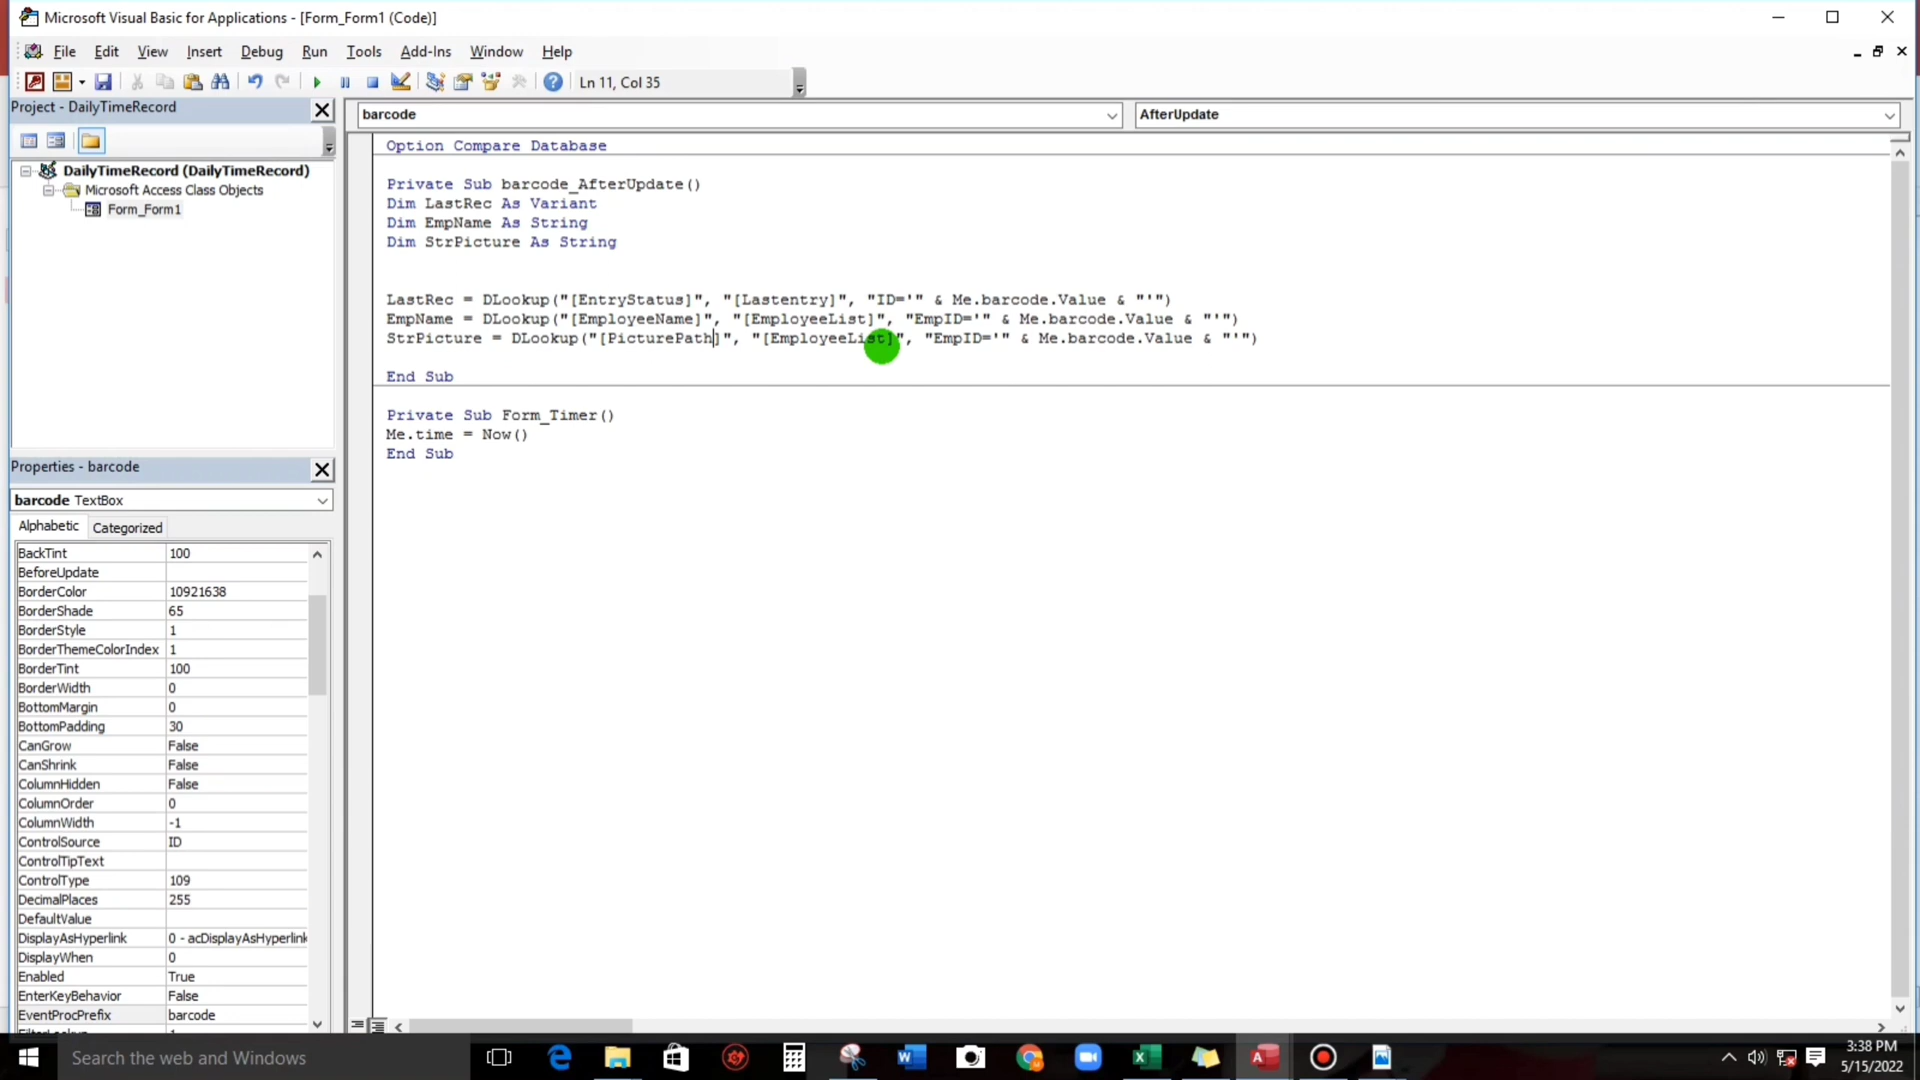 Microsoft Visual Basic for Applications - [Form_Form1 (Code)]
File Edit View Insert Debug Run Tools Add-Ins Window Help
Ln 11, Col 35
Project - DailyTimeRecord
DailyTimeRecord (DailyTimeRecord)
Microsoft Access Class Objects
Form_Form1
barcode
AfterUpdate
Option Compare Database
Private Sub barcode_AfterUpdate()
Dim LastRec As Variant
Dim EmpName As String
Dim StrPicture As String
LastRec = DLookup("[EntryStatus]", "[Lastentry]", "ID='" & Me.barcode.Value & "'")
EmpName = DLookup("[EmployeeName]", "[EmployeeList]", "EmpID='" & Me.barcode.Value & "'")
StrPicture = DLookup("[PicturePath]", "[EmployeeList]", "EmpID='" & Me.barcode.Value & "'")
End Sub
Private Sub Form_Timer()
Me.time = Now()
End Sub
Properties - barcode
barcode TextBox
Alphabetic Categorized
BackTint 100
BeforeUpdate
BorderColor 10921638
BorderShade 65
BorderStyle 1
BorderThemeColorIndex 1
BorderTint 100
BorderWidth 0
BottomMargin 0
BottomPadding 30
CanGrow False
CanShrink False
ColumnHidden False
ColumnOrder 0
ColumnWidth -1
ControlSource ID
ControlTipText
ControlType 109
DecimalPlaces 255
DefaultValue
DisplayAsHyperlink 0 - acDisplayAsHyperlink
DisplayWhen 0
Enabled True
EnterKeyBehavior False
EventProcPrefix barcode
Search the web and Windows
3:38 PM
5/15/2022